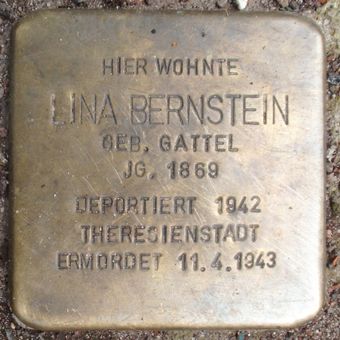 HIER WOHNTE
LINA BERNSTEIN
GEB. GATTEL
JG. 1869
DEPORTIERT 1942
THERESIENSTADT
ERMORDET 11.4.1943